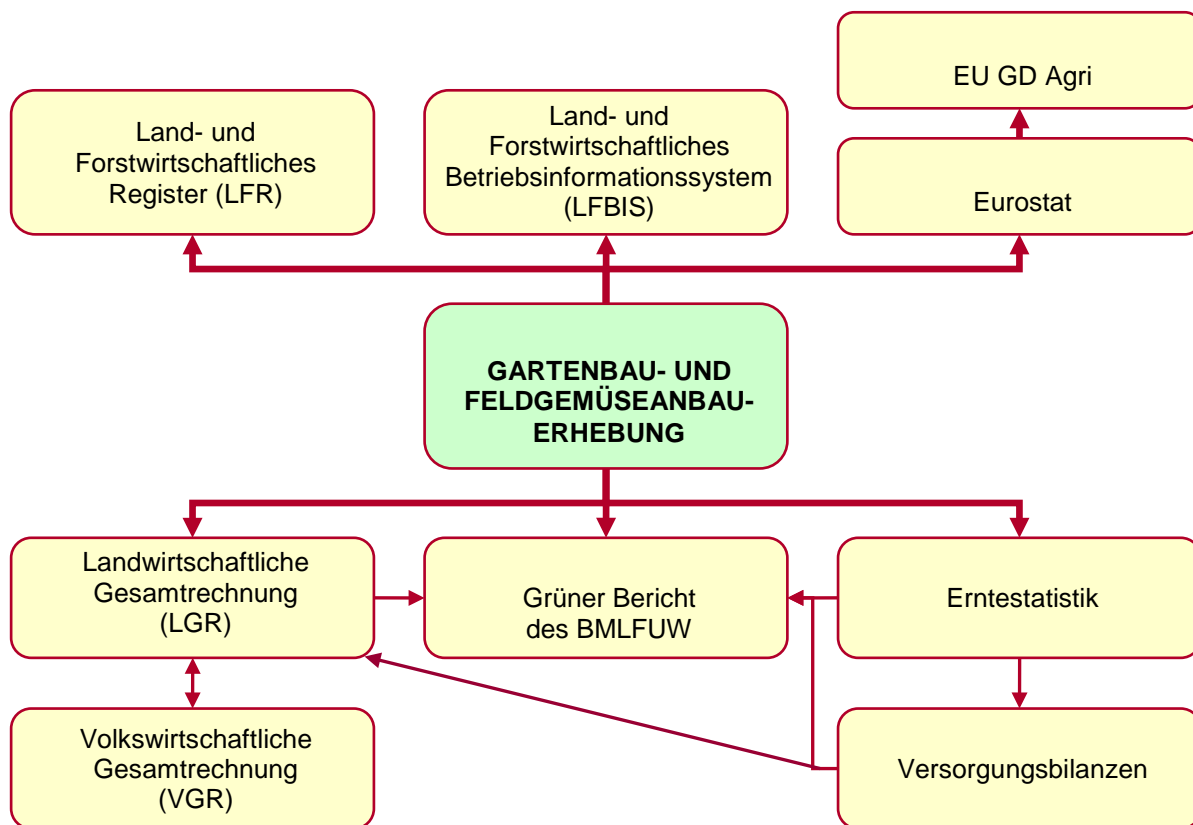 EU GD Agri
Land- und
Forstwirtschaftliches
Register (LFR)
Land- und
Forstwirtschaftliches
Betriebsinformationssystem
(LFBIS)
Eurostat
GARTENBAU- UND
FELDGEMÜSEANBAU-
ERHEBUNG
Landwirtschaftliche
Gesamtrechnung
(LGR)
Grüner Bericht
des BMLFUW
Erntestatistik
Volkswirtschaftliche
Gesamtrechnung
(VGR)
Versorgungsbilanzen